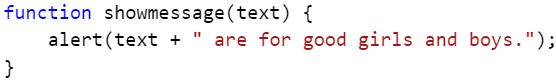 function showmessage(text) {
    alert(text + " are for good girls and boys.");
}